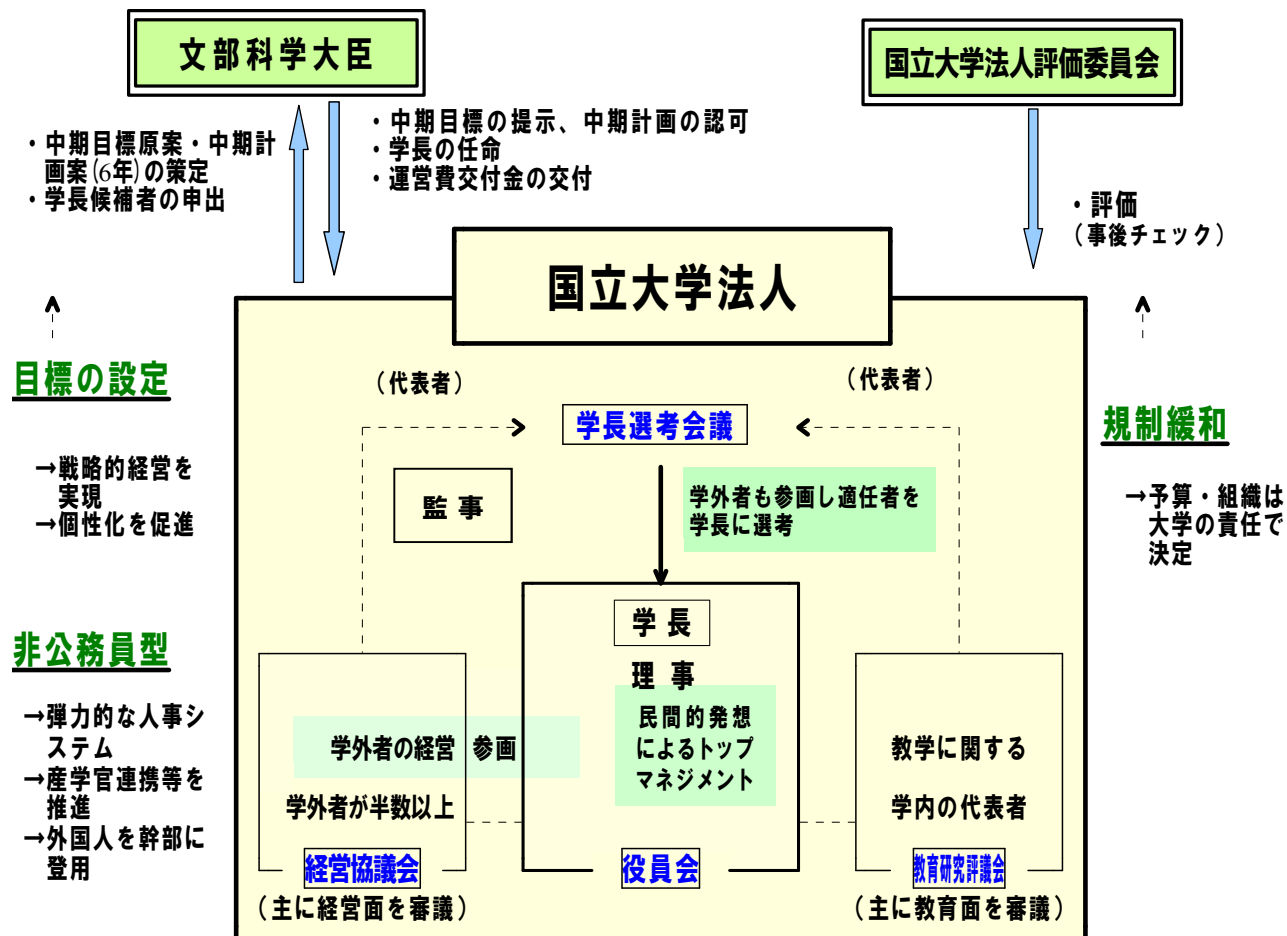 文部科学大臣
国立大学法人評価委員会
・中期目標原案・中期計
画案(6年)の策定
・学長候補者の申出
・中期目標の提示、中期計画の認可
・学長の任命
・運営費交付金の交付
・評価
（事後チェック）
国立大学法人
目標の設定
→戦略的経営を
実現
→個性化を促進
（代表者）
（代表者）
学長選考会議
監事
学外者も参画し適任者を
学長に選考
規制緩和
→予算・組織は
大学の責任で
決定
非公務員型
→弾力的な人事シ
ステム
→産学官連携等を
推進
→外国人を幹部に
登用
学長
理事
民間的発想
によるトップ
マネジメント
学外者の経営 参画
学外者が半数以上
経営協議会
（主に経営面を審議）
役員会
教学に関する
学内の代表者
教育研究評議会
（主に教育面を審議）